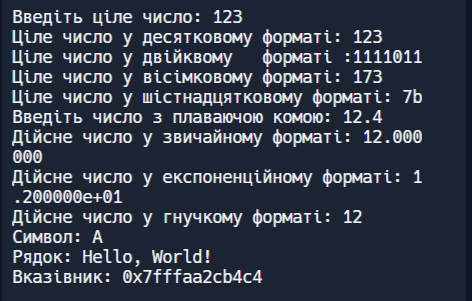 Введіть ціле число: 123
Ціле число у десятковому форматі: 123
Ціле число у двійквому   форматі :1111011
Ціле число у вісімковому форматі: 173
Ціле число у шістнадцятковому форматі: 7b
Введіть число з плаваючою комою: 12.4
Дійсне число у звичайному форматі: 12.000
000
Дійсне число у експоненційному форматі: 1
.200000e+01
Дійсне число у гнучкому форматі: 12
Символ: A
Рядок: Hello, World!
Вказівник: 0x7fffaa2cb4c4